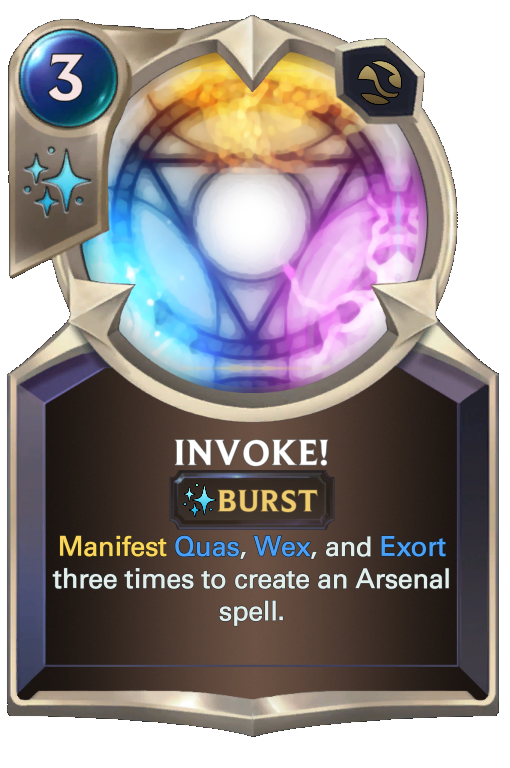 3
INVOKE!
BURST
Manifest Quas, Wex, and Exort
three times to create an Arsenal
spell.